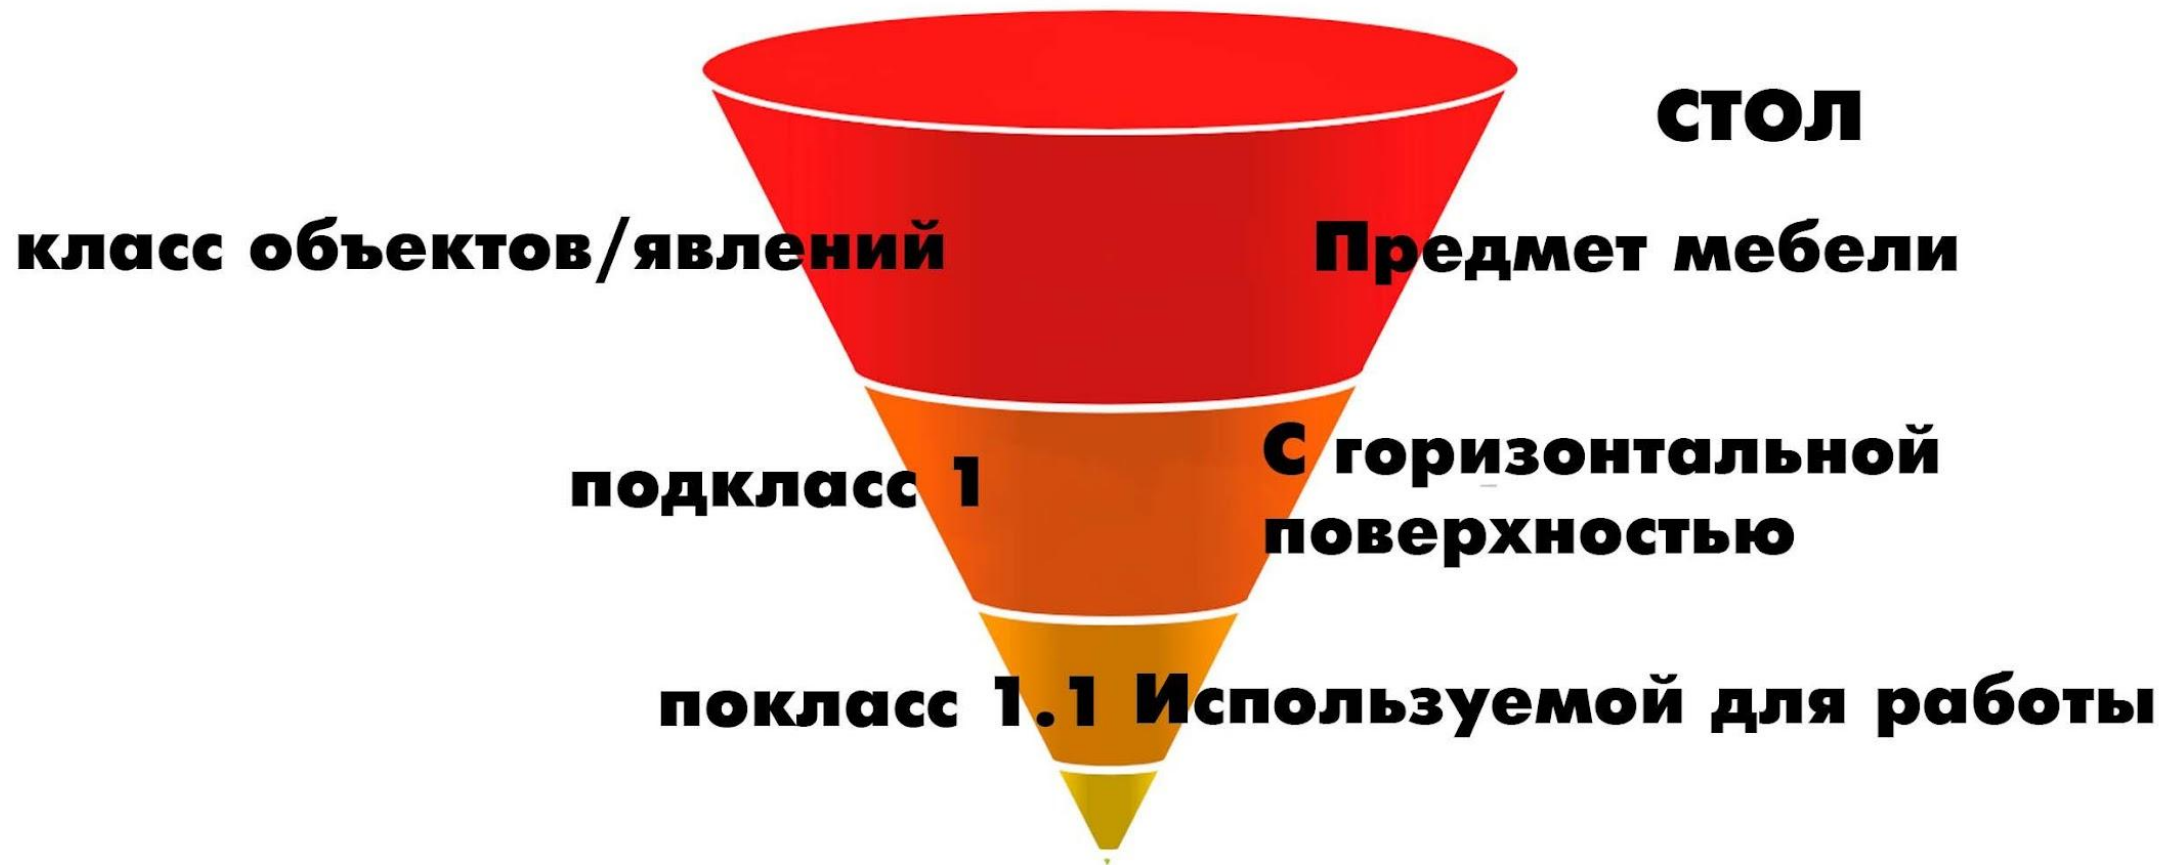 стол
класс объектов/явлений
Предмет мебели
С горизонтальной
подкласс 1
поверхностью
покласс 1.1
Используемой для работы